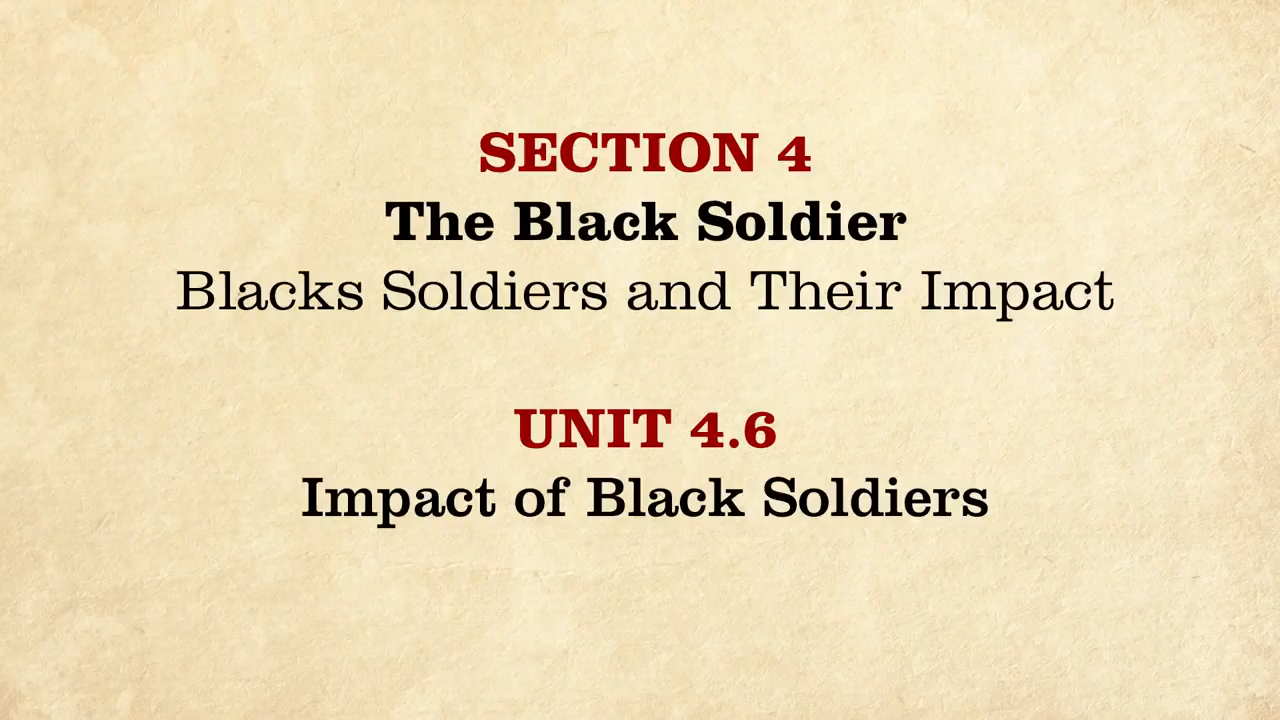 SECTION 4
The Black Soldier
Blacks Soldiers and Their Impact
UNIT 4.6
Impact of Black Soldiers